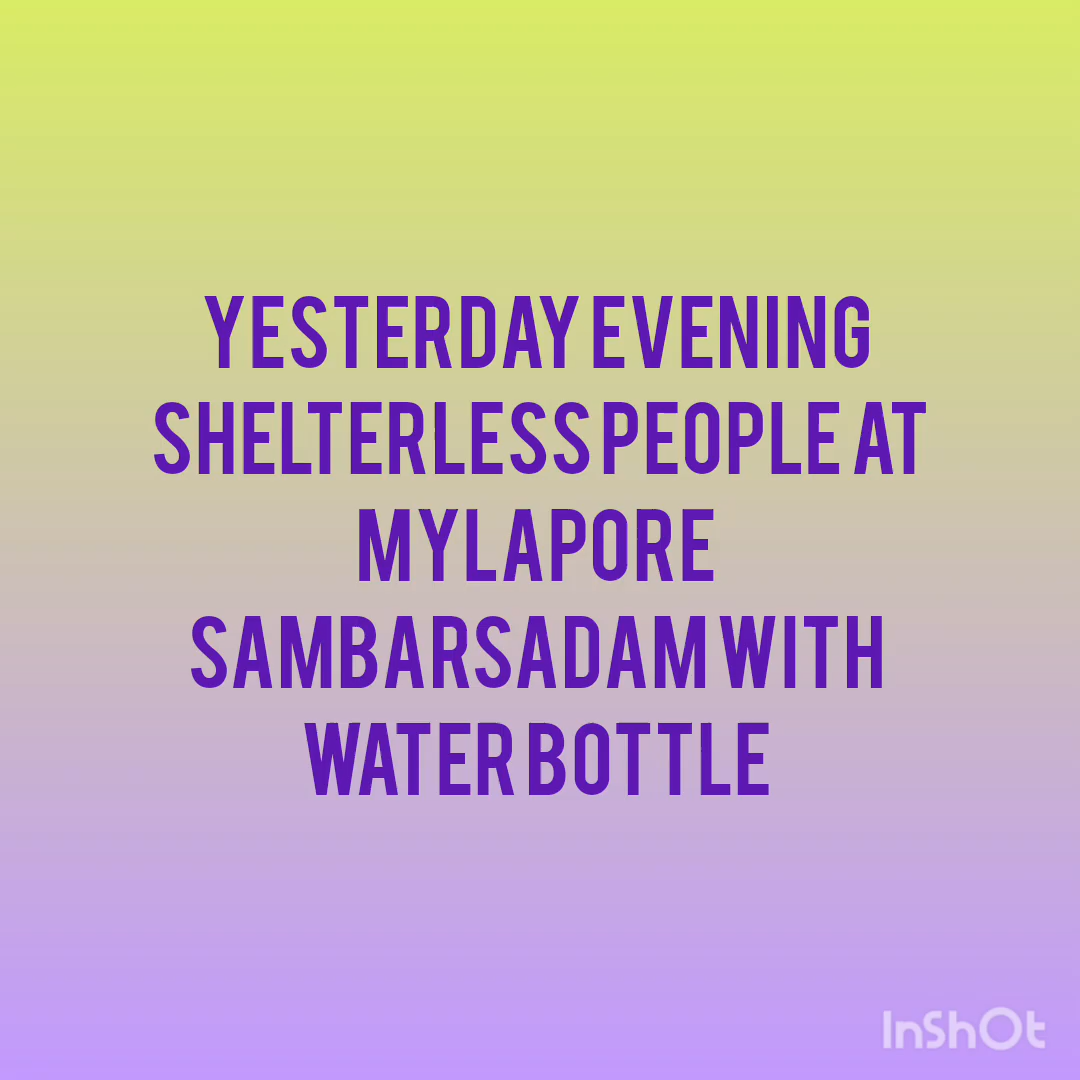 YESTERDAY EVENING
SHELTERLESS PEOPLE AT
MYLAPORE
SAMBARSADAM WITH
WATER BOTTLE
InShOt